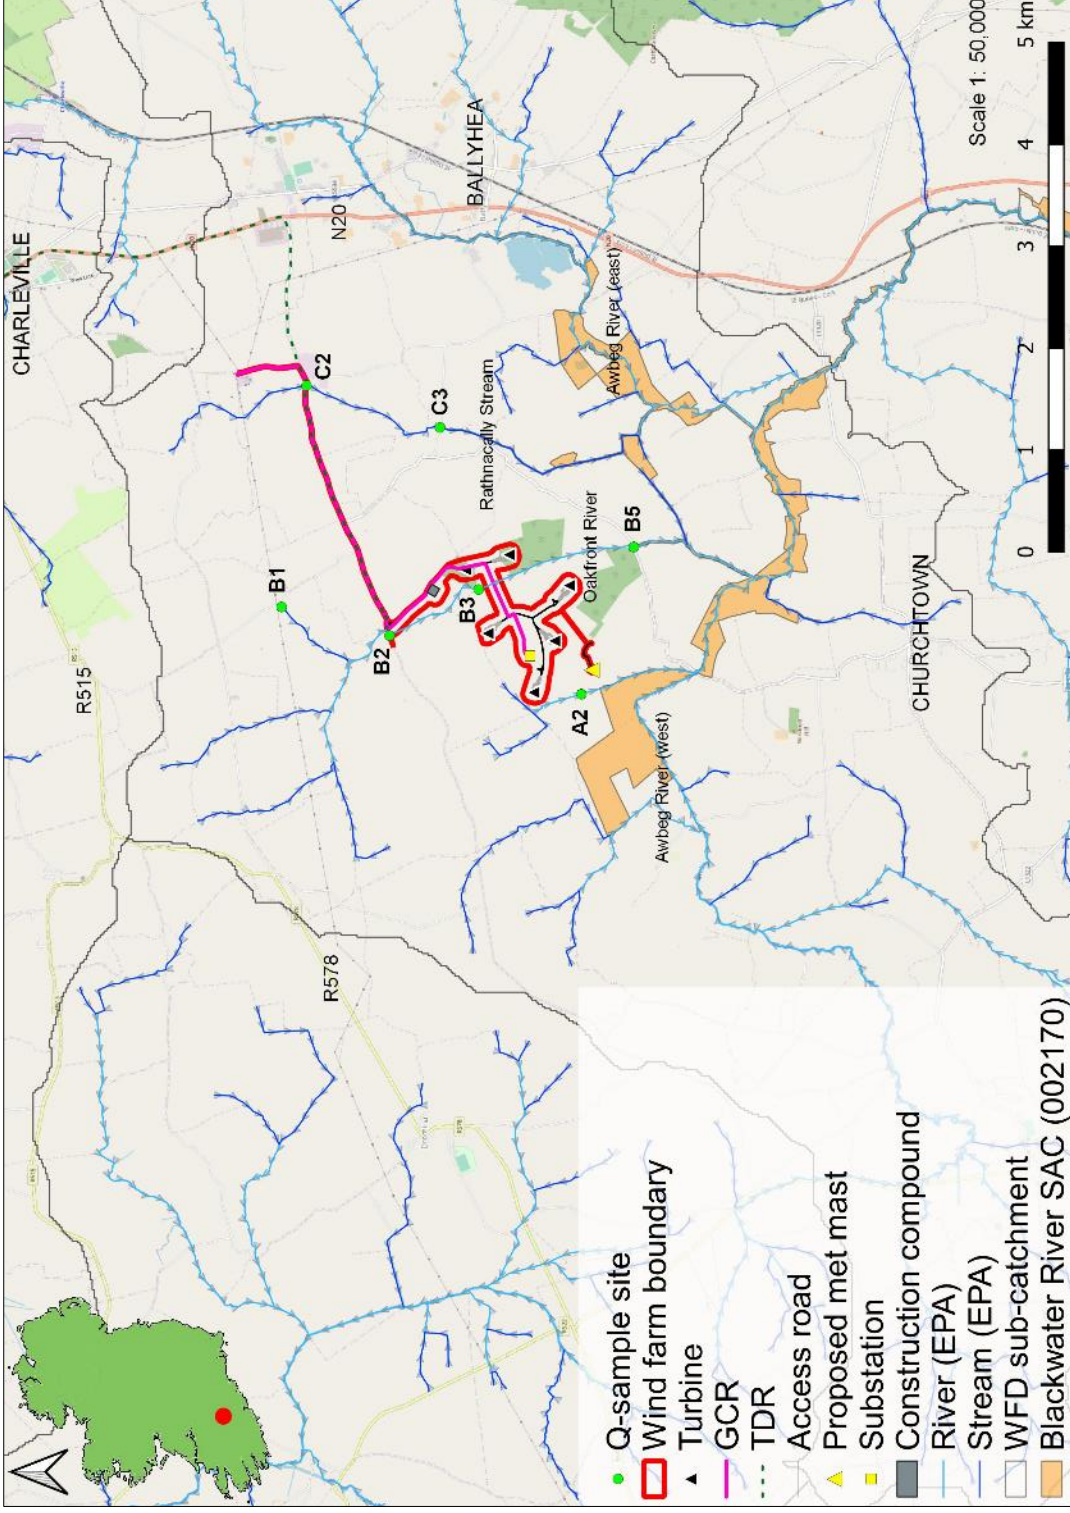 CHARLEVILLE
N20
BALLYHEA
R515
R578
B1
C2
B2
C3
Rathnacally Stream
B3
Oakfront River
B5
A2
Awbeg River (east)
Awbeg River (west)
CHURCHTOWN
Q-sample site
Wind farm boundary
Turbine
GCR
TDR
Access road
Proposed met mast
Substation
Construction compound
River (EPA)
Stream (EPA)
WFD sub-catchment
Blackwater River SAC (002170)
Scale 1: 50,000
0 1 2 3 4 5 km